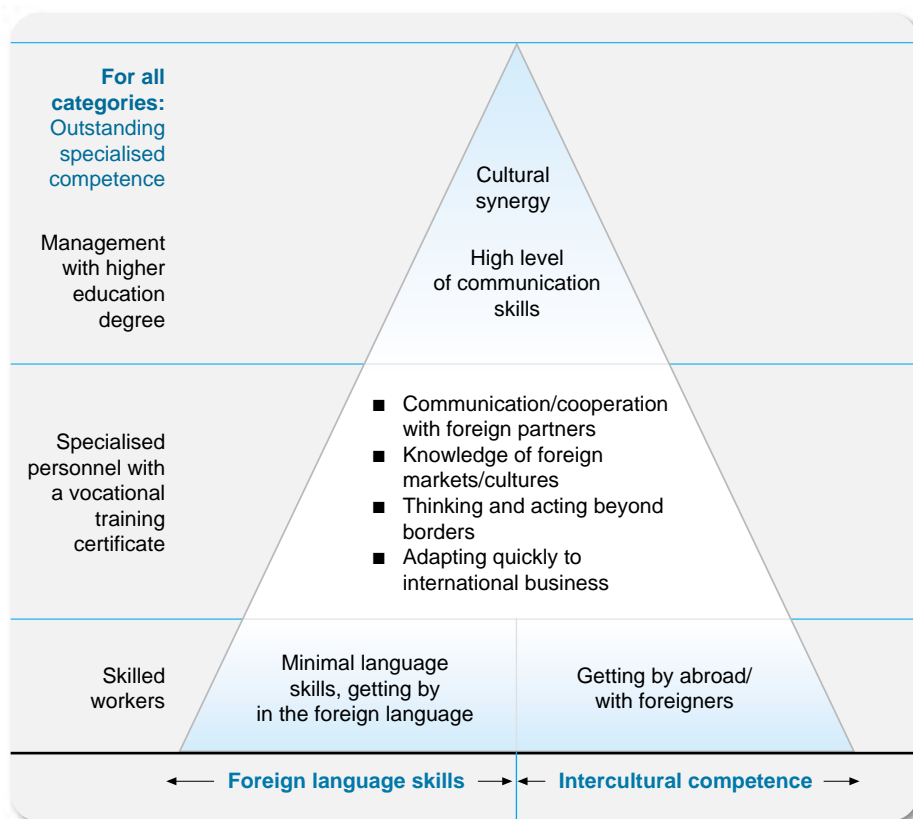 For all
categories:
Outstanding
specialised
competence
Cultural
synergy
Management
with higher
education
degree
High level
of communication
skills
Specialised
personnel with
a vocational
training
certificate
■ Communication/cooperation
with foreign partners
■ Knowledge of foreign
markets/cultures
■ Thinking and acting beyond
borders
■ Adapting quickly to
international business
Skilled
workers
Minimal language
skills, getting by
in the foreign language
Getting by abroad/
with foreigners
Foreign language skills
Intercultural competence